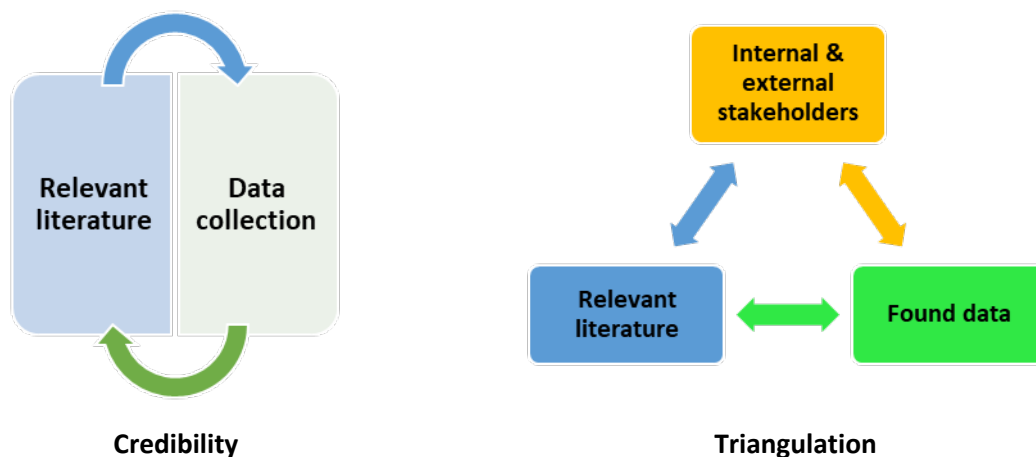 Relevant
literature
Data
collection
Credibility
Internal &
external
stakeholders
Relevant
literature
Found data
Triangulation